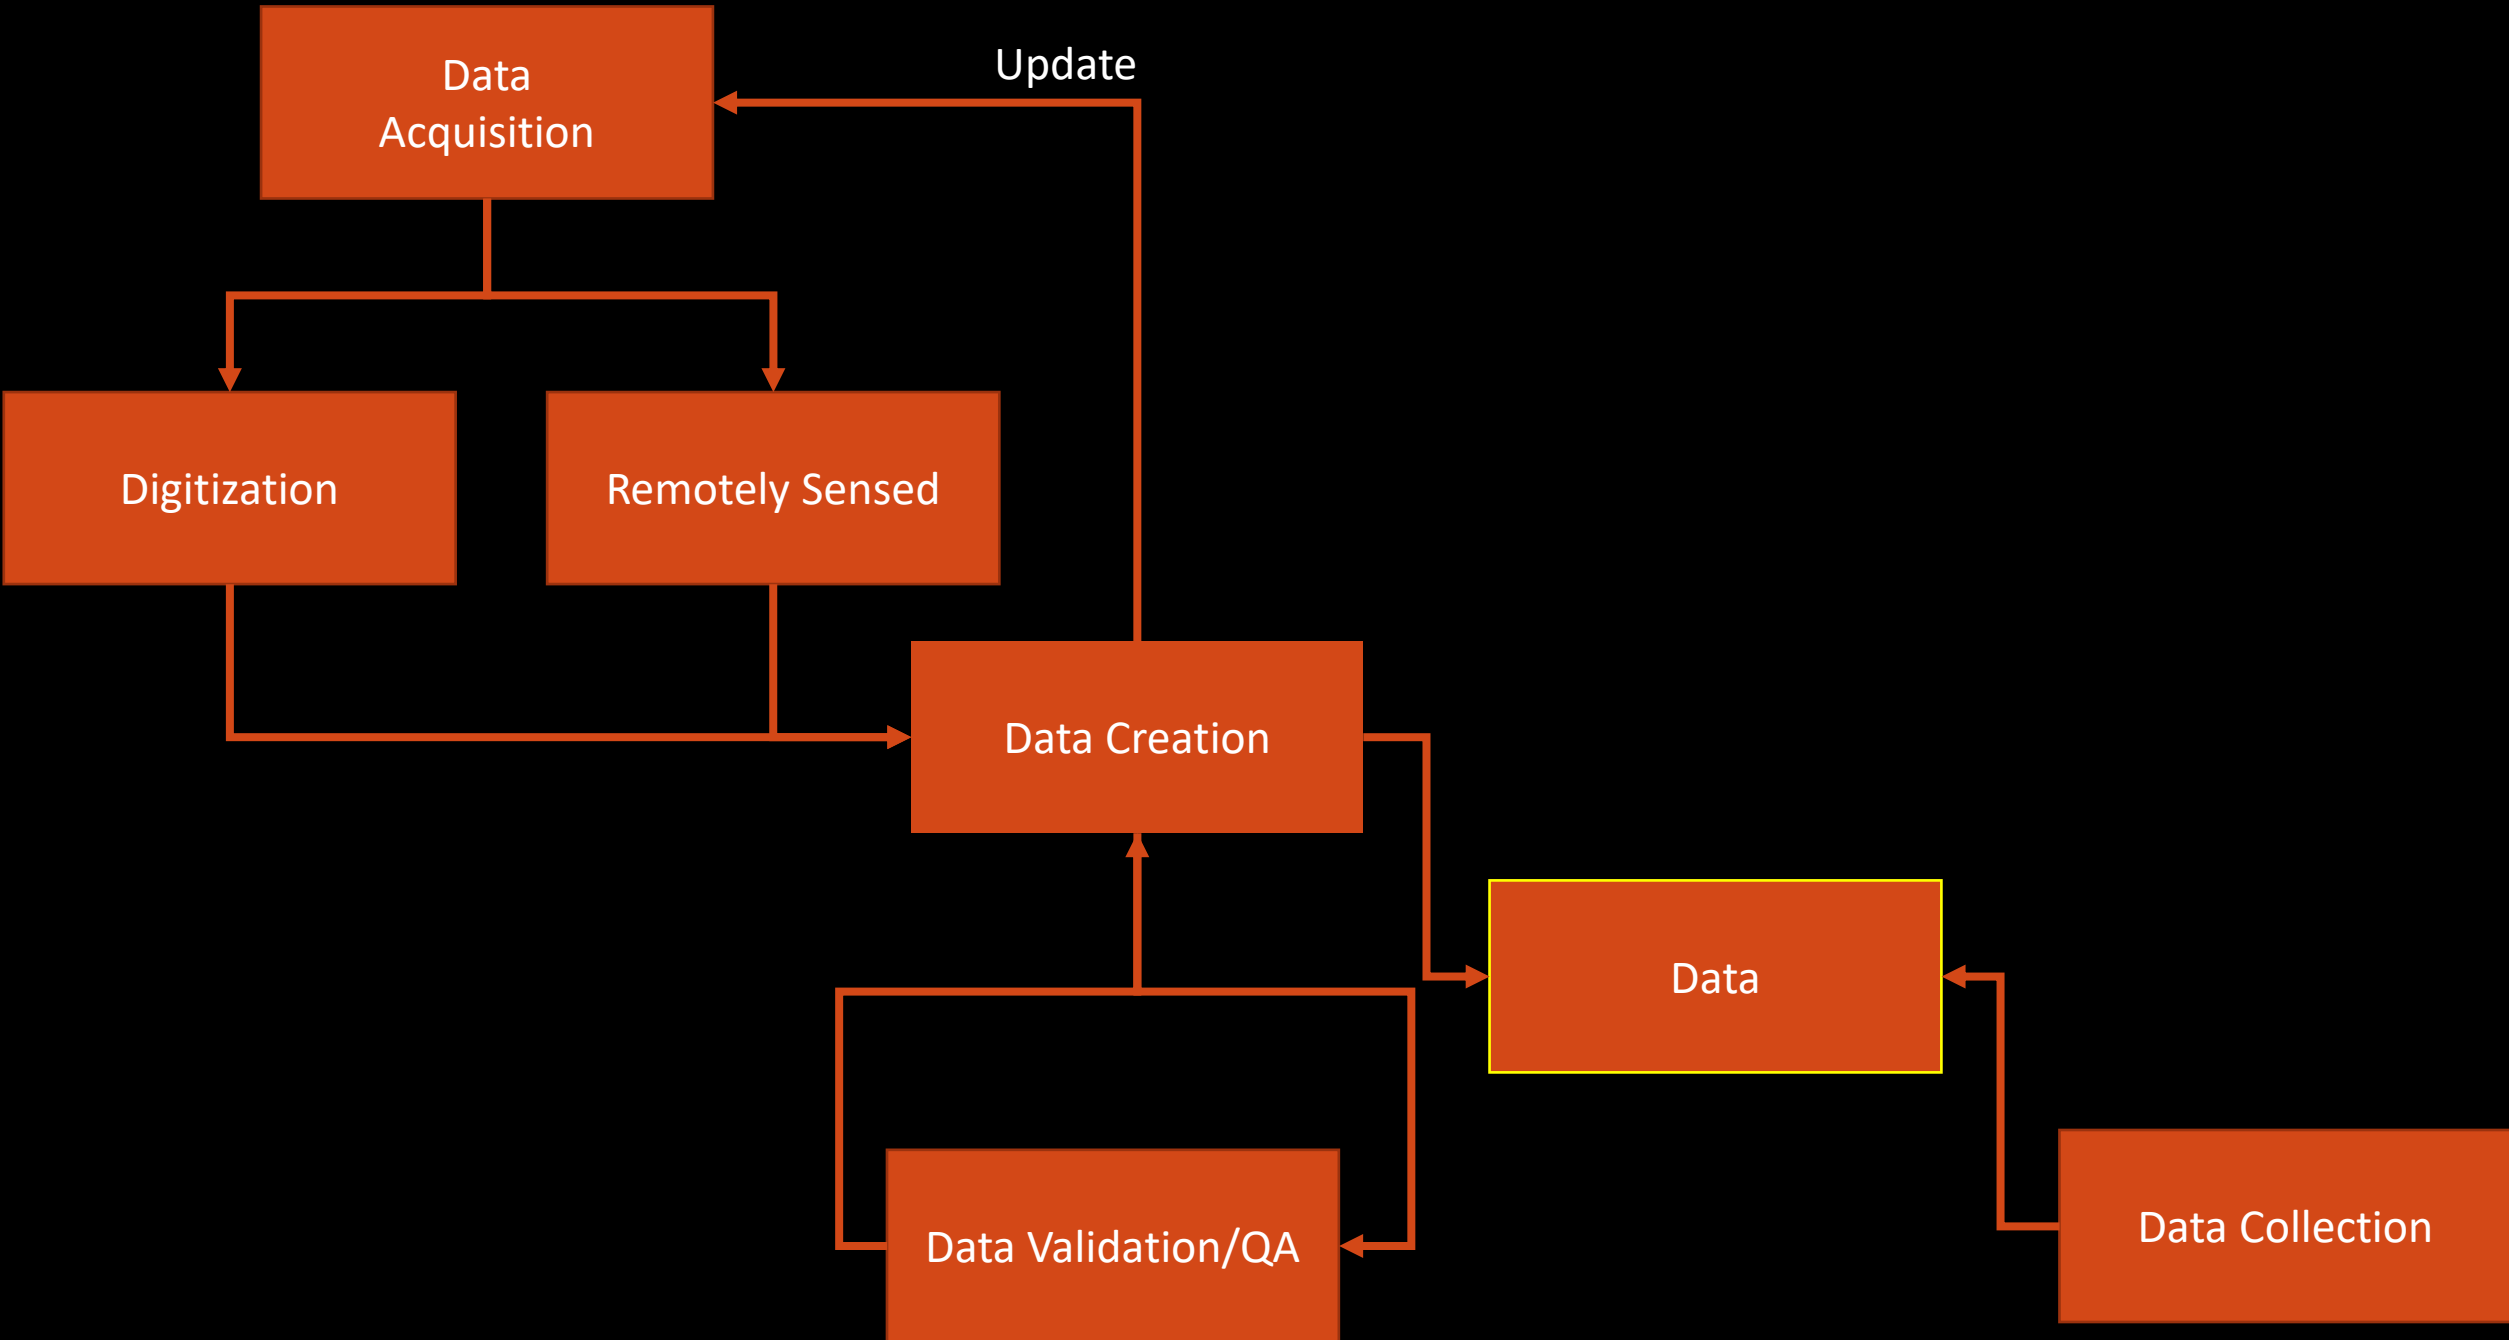 Data
Acquisition
Update
Digitization
Remotely Sensed
Data Creation
Data
Data Validation/QA
Data Collection